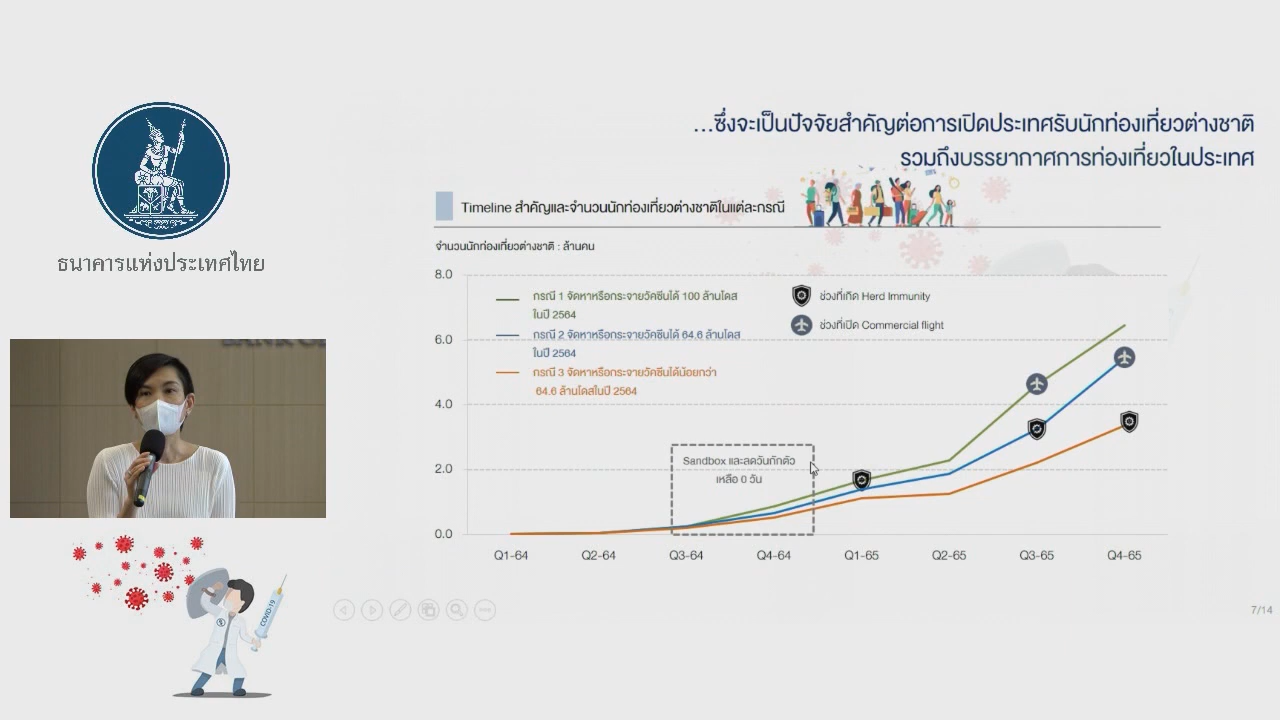 ...ซึ่งจะเป็นปัจจัยสำคัญต่อการเปิดประเทศรับนักท่องเที่ยวต่างชาติ
รวมถึงบรรยากาศการท่องเที่ยวในประเทศ
ธนาคารแห่งประเทศไทย
Timeline สำคัญและจำนวนนักท่องเที่ยวต่างชาติในแต่ละกรณี
จำนวนนักท่องเที่ยวต่างชาติ : ล้านคน
8.0
6.0
4.0
2.0
0.0
กรณี 1 จัดหาหรือกระจายวัคซีนได้ 100 ล้านโดส
ในปี 2564
กรณี 2 จัดหาหรือกระจายวัคซีนได้ 64.6 ล้านโดส
ในปี 2564
กรณี 3 จัดหาหรือกระจายวัคซีนได้น้อยกว่า
64.6 ล้านโดสในปี 2564
ช่วงที่เกิด Herd Immunity
ช่วงที่เปิด Commercial flight
Sandbox และลดวันกักตัว
เหลือ 0 วัน
Q1-64 Q2-64 Q3-64 Q4-64 Q1-65 Q2-65 Q3-65 Q4-65
COVID-19
7/14